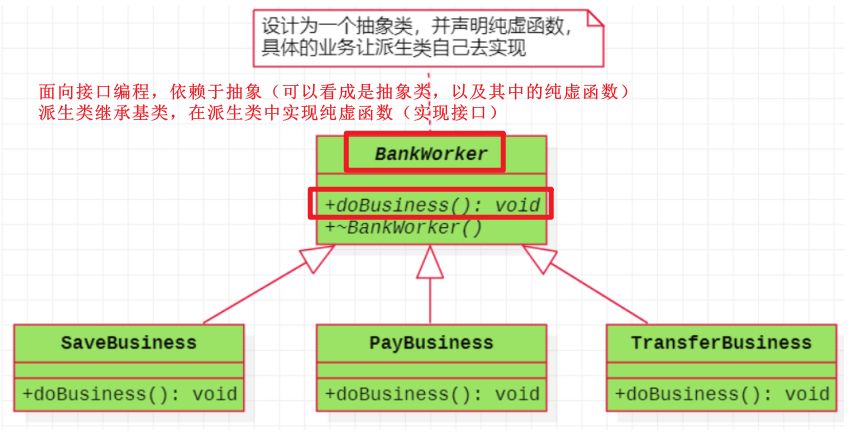 设计为一个抽象类，并声明纯虚函数，
具体的业务让派生类自己去实现
面向接口编程，依赖于抽象（可以看成是抽象类，以及其中的纯虚函数）
派生类继承基类，在派生类中实现纯虚函数（实现接口）
BankWorker
+doBusiness(): void
+~BankWorker()
SaveBusiness
+doBusiness(): void
PayBusiness
+doBusiness(): void
TransferBusiness
+doBusiness(): void